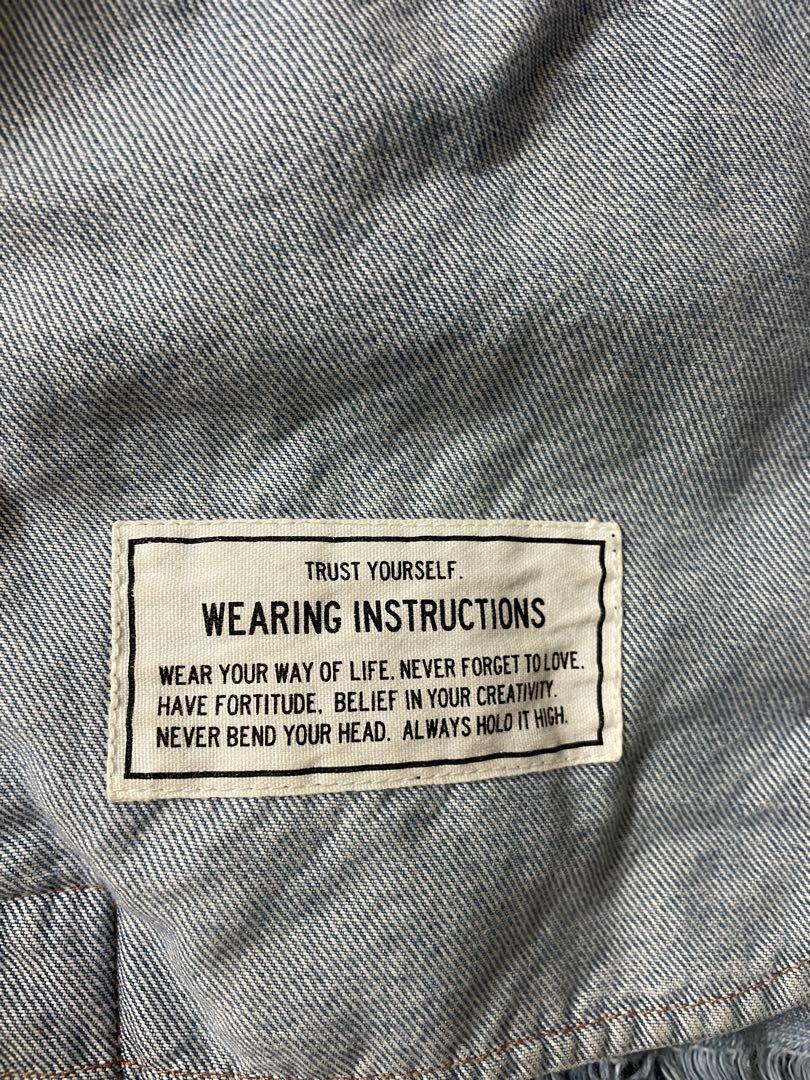 TRUST YOURSELF.
WEARING INSTRUCTIONS
WEAR YOUR WAY OF LIFE. NEVER FORGET TO LOVE.
HAVE FORTITUDE. BELIEF IN YOUR CREATIVITY.
NEVER BEND YOUR HEAD. ALWAYS HOLD IT HIGH.